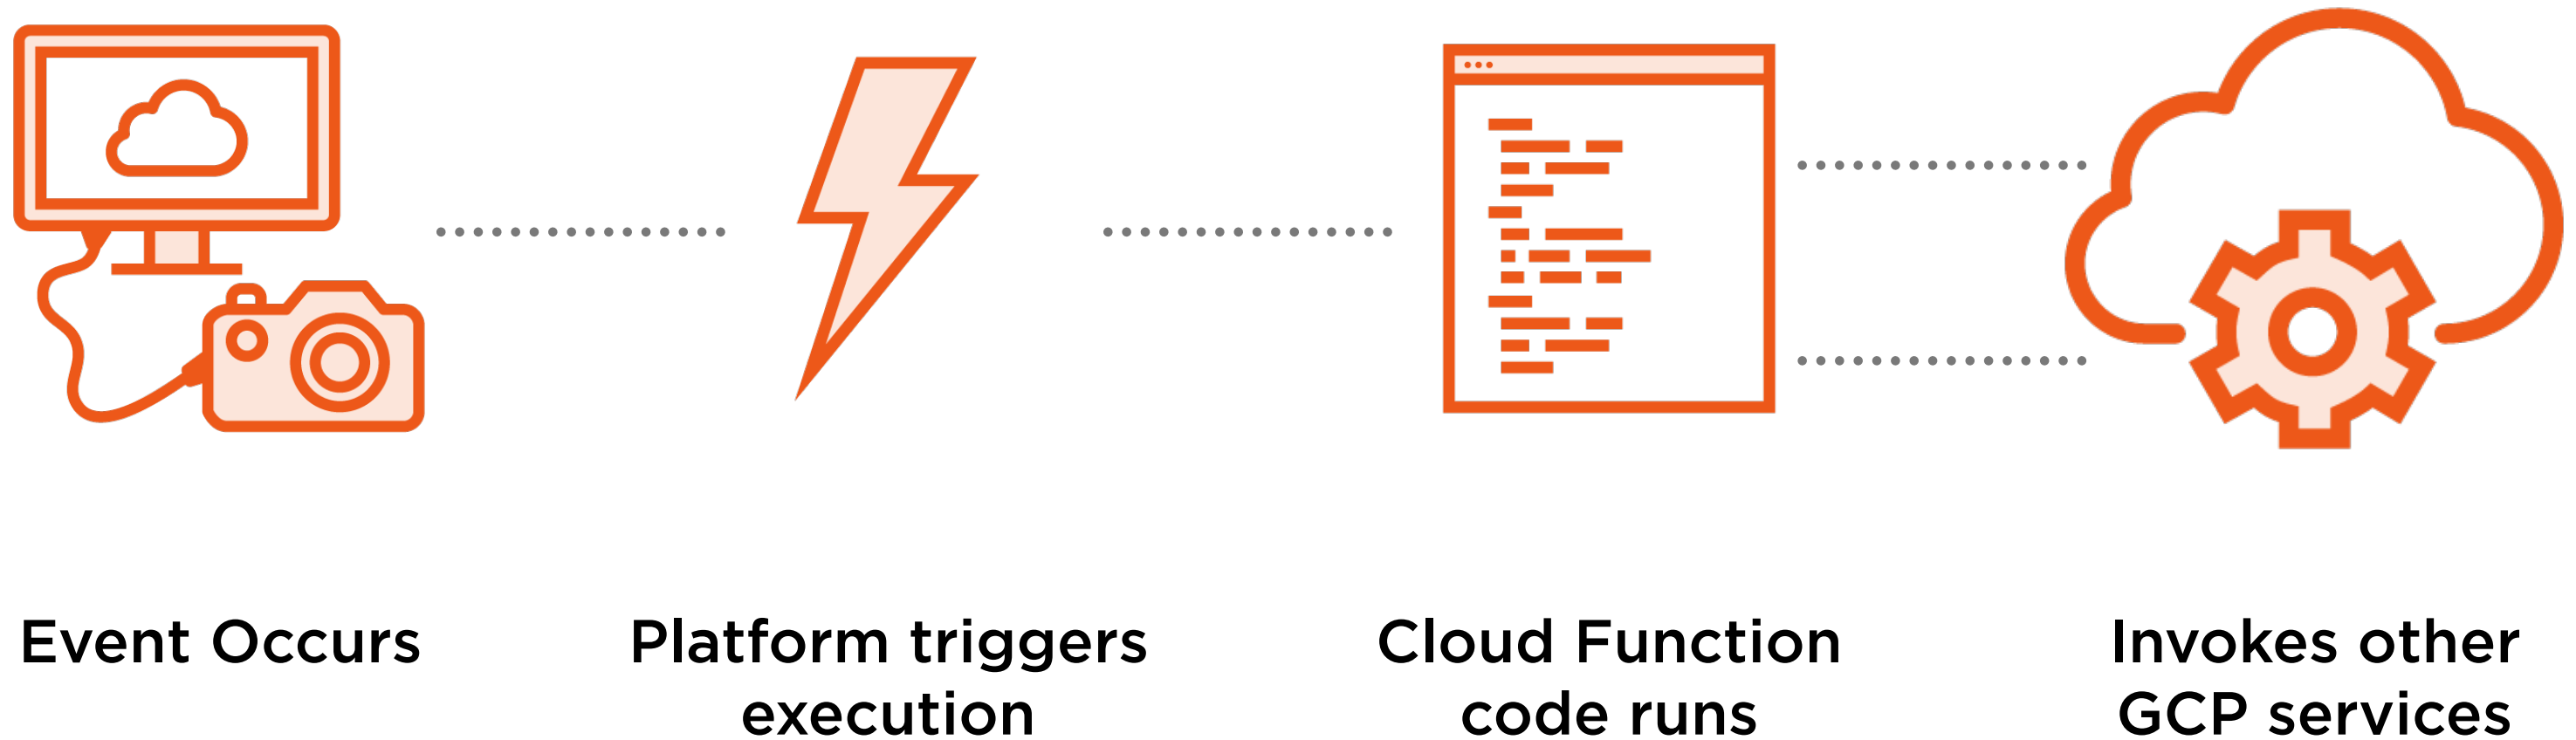 Event Occurs
Platform triggers
execution
Cloud Function
code runs
Invokes other
GCP services